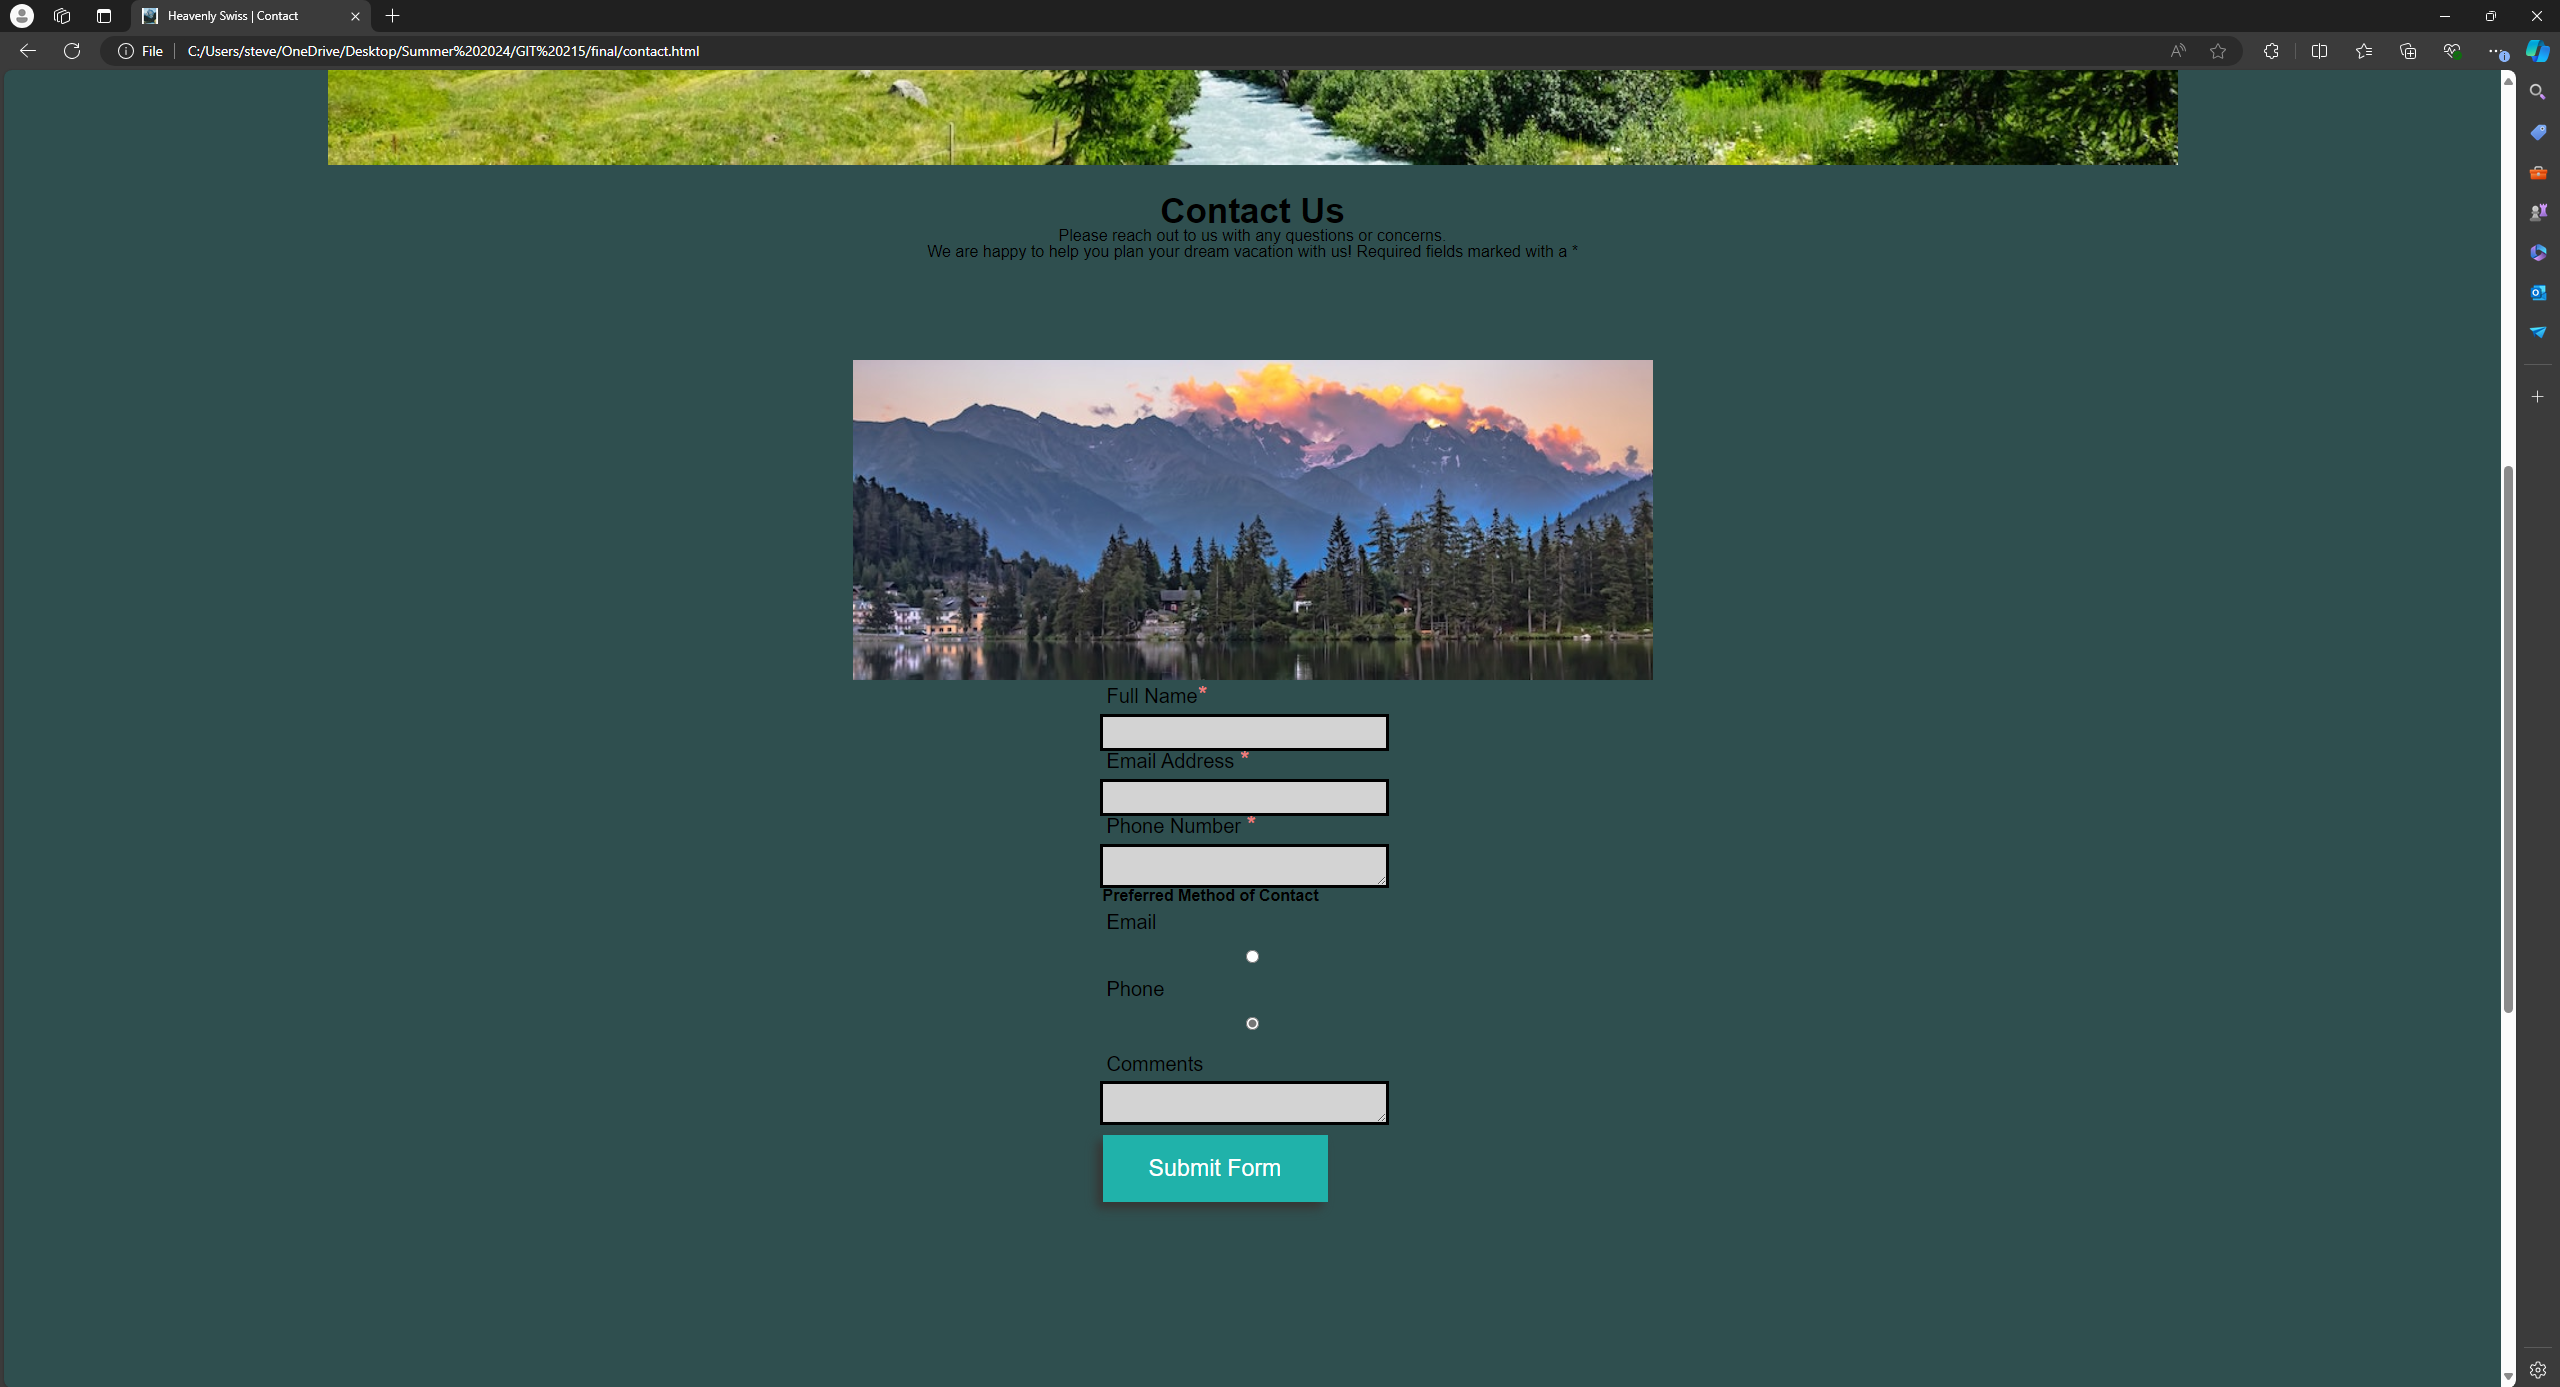 Heavenly Swiss | Contact
File C:/Users/steve/OneDrive/Desktop/Summer%202024/GIT%20215/final/contact.html
Contact Us
Please reach out to us with any questions or concerns.
We are happy to help you plan your dream vacation with us! Required fields marked with a *
Full Name*
Email Address *
Phone Number *
Preferred Method of Contact
Email
Phone
Comments
Submit Form